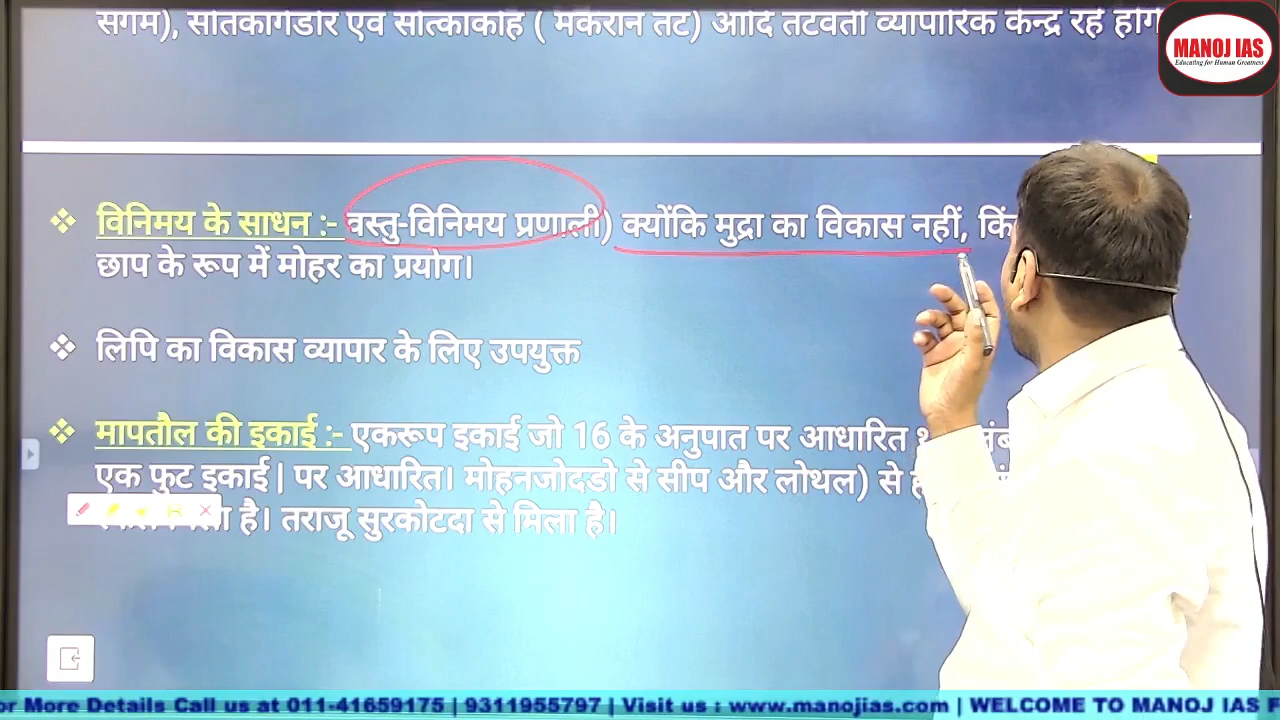 संगम), सोतकागेंडोर एवं सोत्काकोह ( मकरान तट) आदि तटवर्ती व्यापारिक केन्द्र रहे होंगे
MANOJ IAS
Educating for Human Greatness
❖ विनिमय के साधन :- वस्तु-विनिमय प्रणाली) क्योंकि मुद्रा का विकास नहीं,
छाप के रूप में मोहर का प्रयोग।
❖ लिपि का विकास व्यापार के लिए उपयुक्त
❖ मापतौल की इकाई :- एकरूप इकाई जो 16 के अनुपात पर आधारित
एक फुट इकाई | पर आधारित। मोहनजोदडो से सीप और लोथल) से
है। तराजू सुरकोटदा से मिला है।
or More Details Call us at 011-41659175 | 9311955797 | Visit us : www.manojias.com | WELCOME TO MANOJ IAS